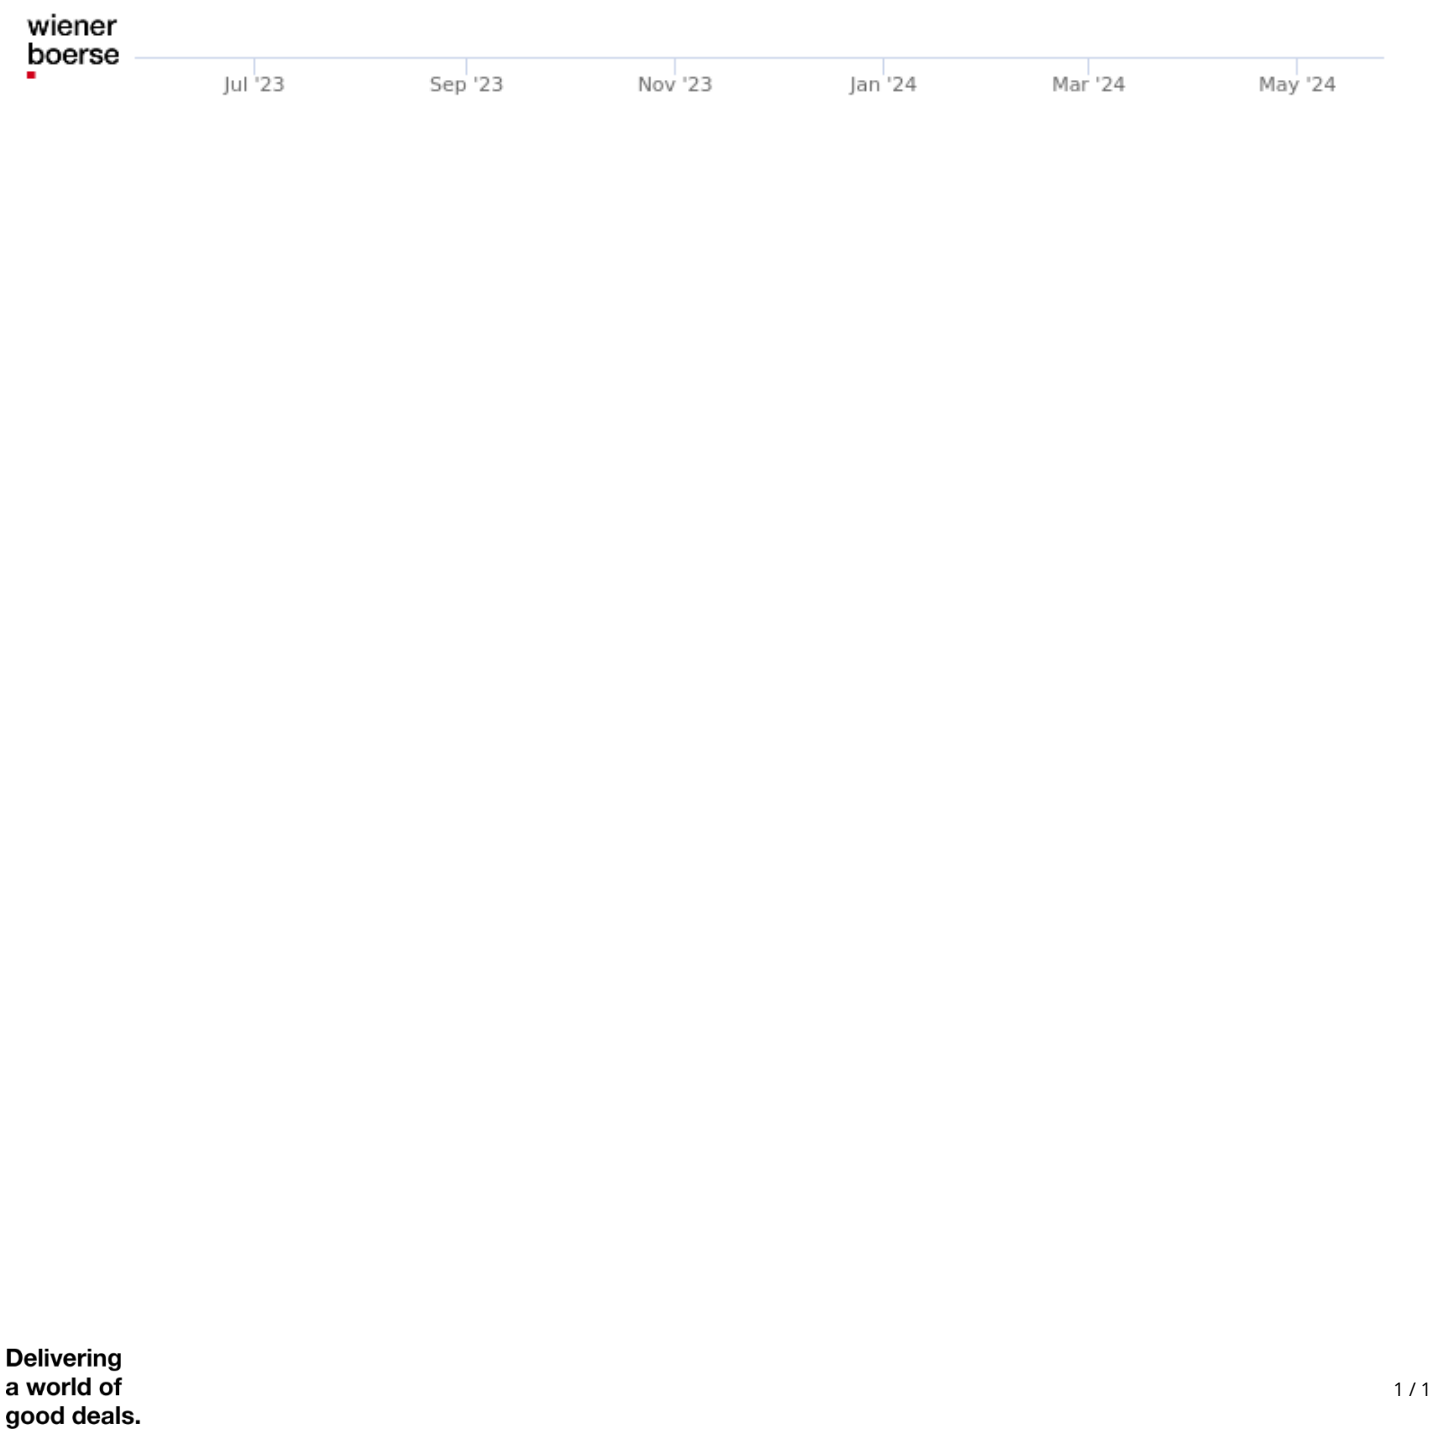 wiener
boerse
Jul '23 Sep '23 Nov '23 Jan '24 Mar '24 May '24
Delivering
a world of
good deals.
1 / 1